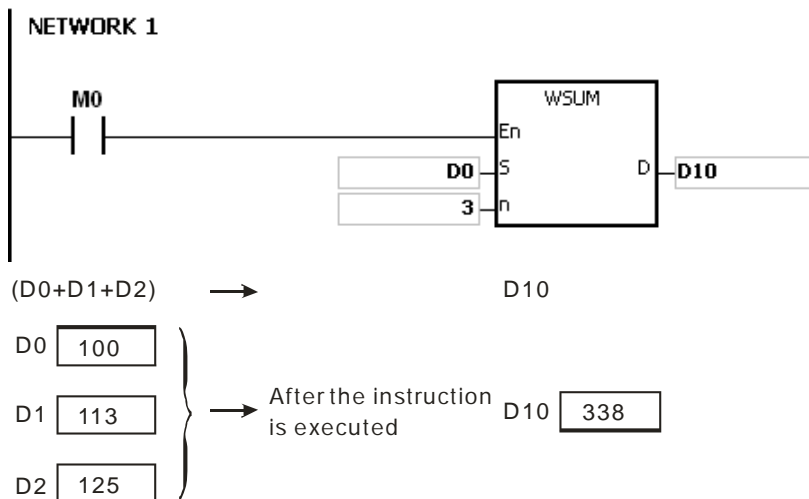 NETWORK 1
M0
WSUM
En
D0 S D D10
3 n
(D0+D1+D2) D10
D0 100
D1 113 After the instruction is executed D10 338
D2 125